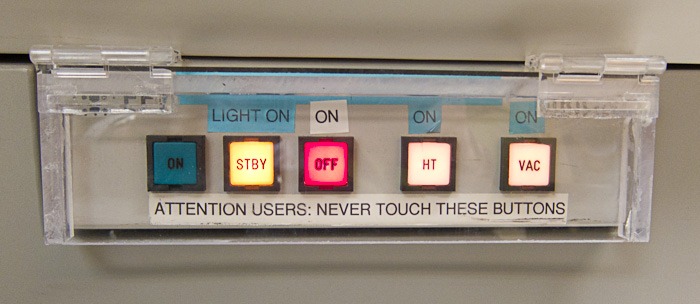 LIGHT ON ON ON ON
ON STBY OFF HT VAC
ATTENTION USERS: NEVER TOUCH THESE BUTTONS